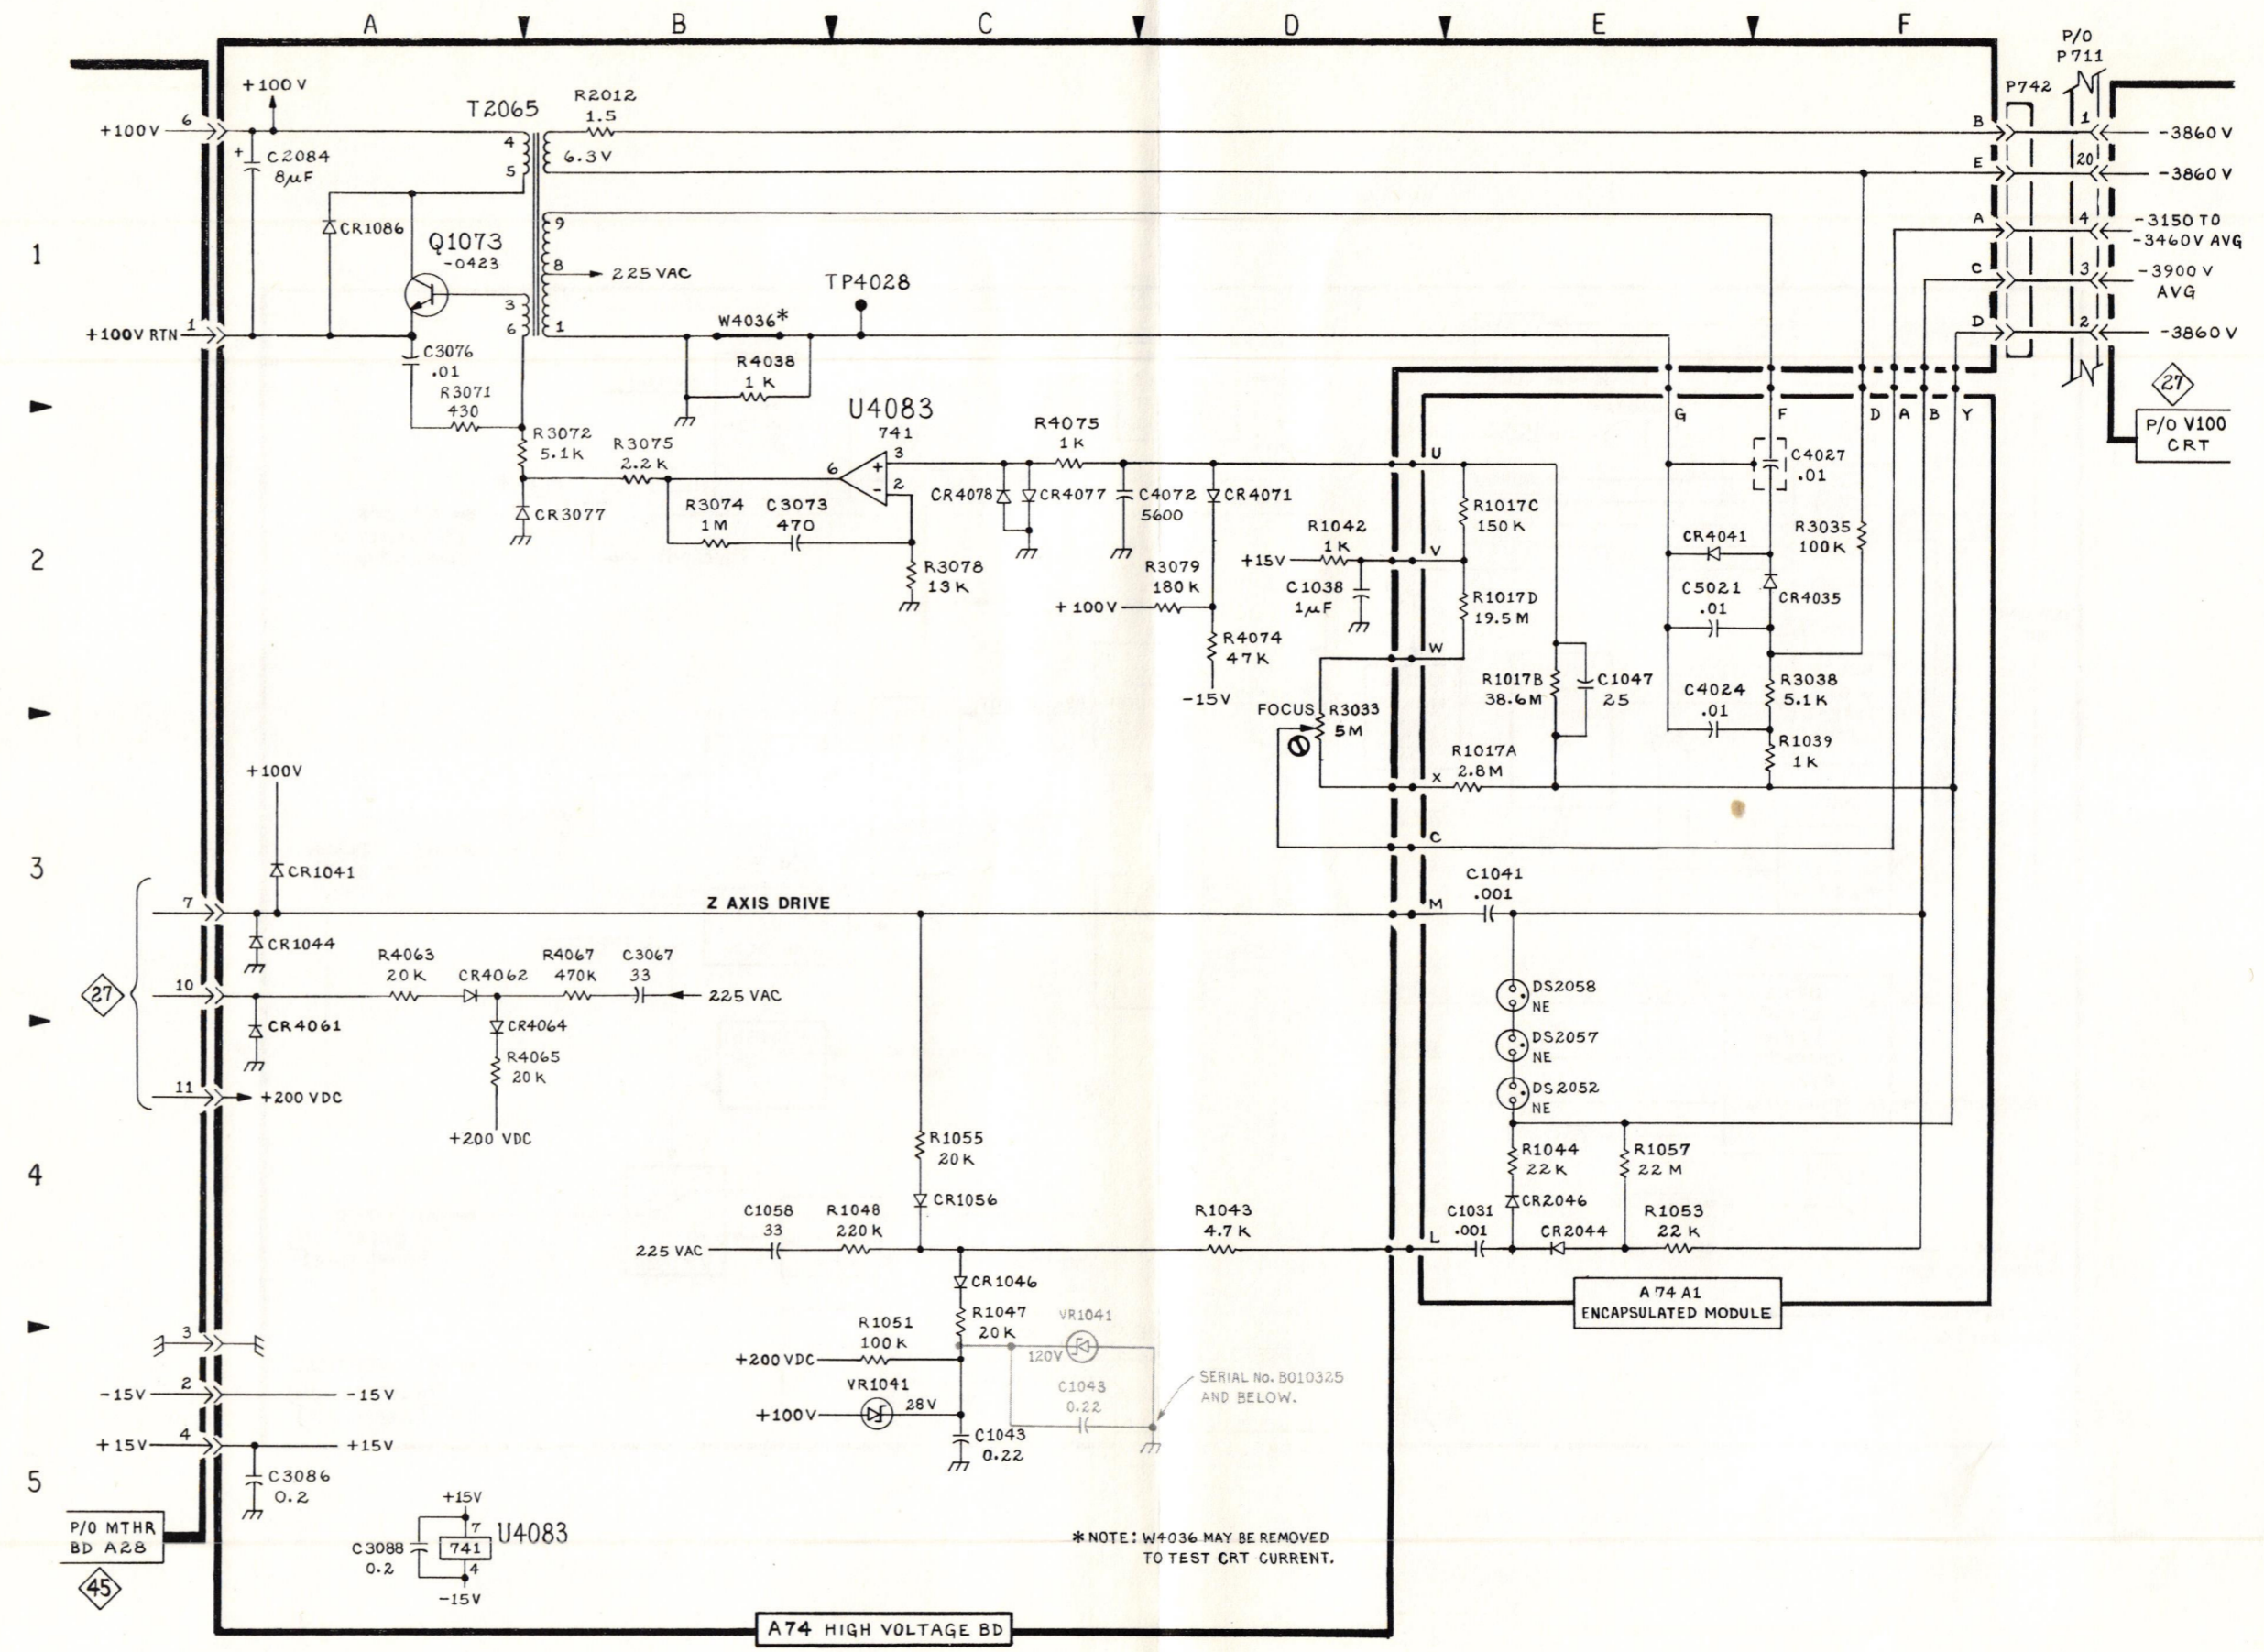 A B C D E F
P/O
P711
P742
+100V
T2065
R2012
1.5
+100V 6
4
5
6.3V
B 1 -3860 V
+
C2084
8µF
E 20 -3860 V
CR1086
Q1073
-0423
9
8
225 VAC
A 4 -3150 TO
-3460V AVG
1
3
6
1
TP4028
W4036*
C 3 -3900 V
AVG
+100V RTN 1
D 2 -3860 V
C3076
.01
R4038
1 K
R3071
430
U4083
741
27
P/O V100
CRT
G F D A B Y
R3072
5.1K
R3075
2.2 K
6
3
+
-
2
R4075
1K
U
C4027
.01
CR3077
R3074
1M
C3073
470
CR4078
CR4077
C4072
5600
CR4071
R1017C
150 K
R3035
100K
2
R1042
1 K
+15V
V
CR4041
R3078
13 K
R3079
180 K
+100V
C1038
1µF
R1017D
19.5 M
C5021
.01
CR4035
R4074
47K
-15V
W
R1017B
38.6M
C1047
25
C4024
.01
R3038
5.1 K
FOCUS R3033
5M
R1017A
2.8M
X
R1039
1K
+100V
CR1041
C
3
7
Z AXIS DRIVE
M
C1041
.001
CR1044
R4063
20 K
CR4062
R4067
470K
C3067
33
225 VAC
27
10
CR4061
CR4064
R4065
20 K
11
+200 VDC
+200 VDC
DS2058
NE
DS2057
NE
DS2052
NE
4
R1055
20 K
CR1056
R1044
22 K
R1057
22 M
CR2046
C1058
33
R1048
220 K
225 VAC
R1043
4.7 K
L
C1031
.001
CR2044
R1053
22 K
CR1046
A74 A1
ENCAPSULATED MODULE
R1047
20 K
VR1041
120V
R1051
100 K
+200 VDC
C1043
0.22
SERIAL No. B010325
AND BELOW.
VR1041
28V
+100V
C1043
0.22
3
-15V 2 -15V
+15V 4 +15V
5
C3086
0.2
P/O MTHR
BD A28
45
+15V
7
U4083
741
4
C3088
0.2
-15V
*NOTE: W4036 MAY BE REMOVED
TO TEST CRT CURRENT.
A74 HIGH VOLTAGE BD